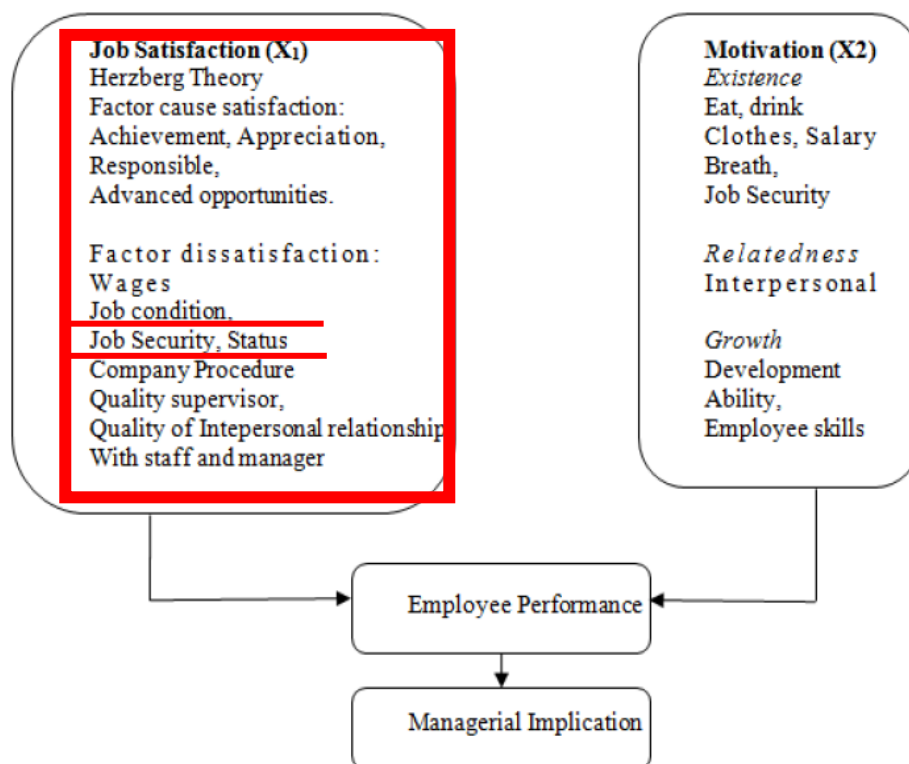 Job Satisfaction (X1)
Herzberg Theory
Factor cause satisfaction:
Achievement, Appreciation,
Responsible,
Advanced opportunities.
Factor dissatisfaction:
Wages
Job condition,
Job Security, Status
Company Procedure
Quality supervisor,
Quality of Intepersonal relationship
With staff and manager
Motivation (X2)
Existence
Eat, drink
Clothes, Salary
Breath,
Job Security
Relatedness
Interpersonal
Growth
Development
Ability,
Employee skills
Employee Performance
Managerial Implication